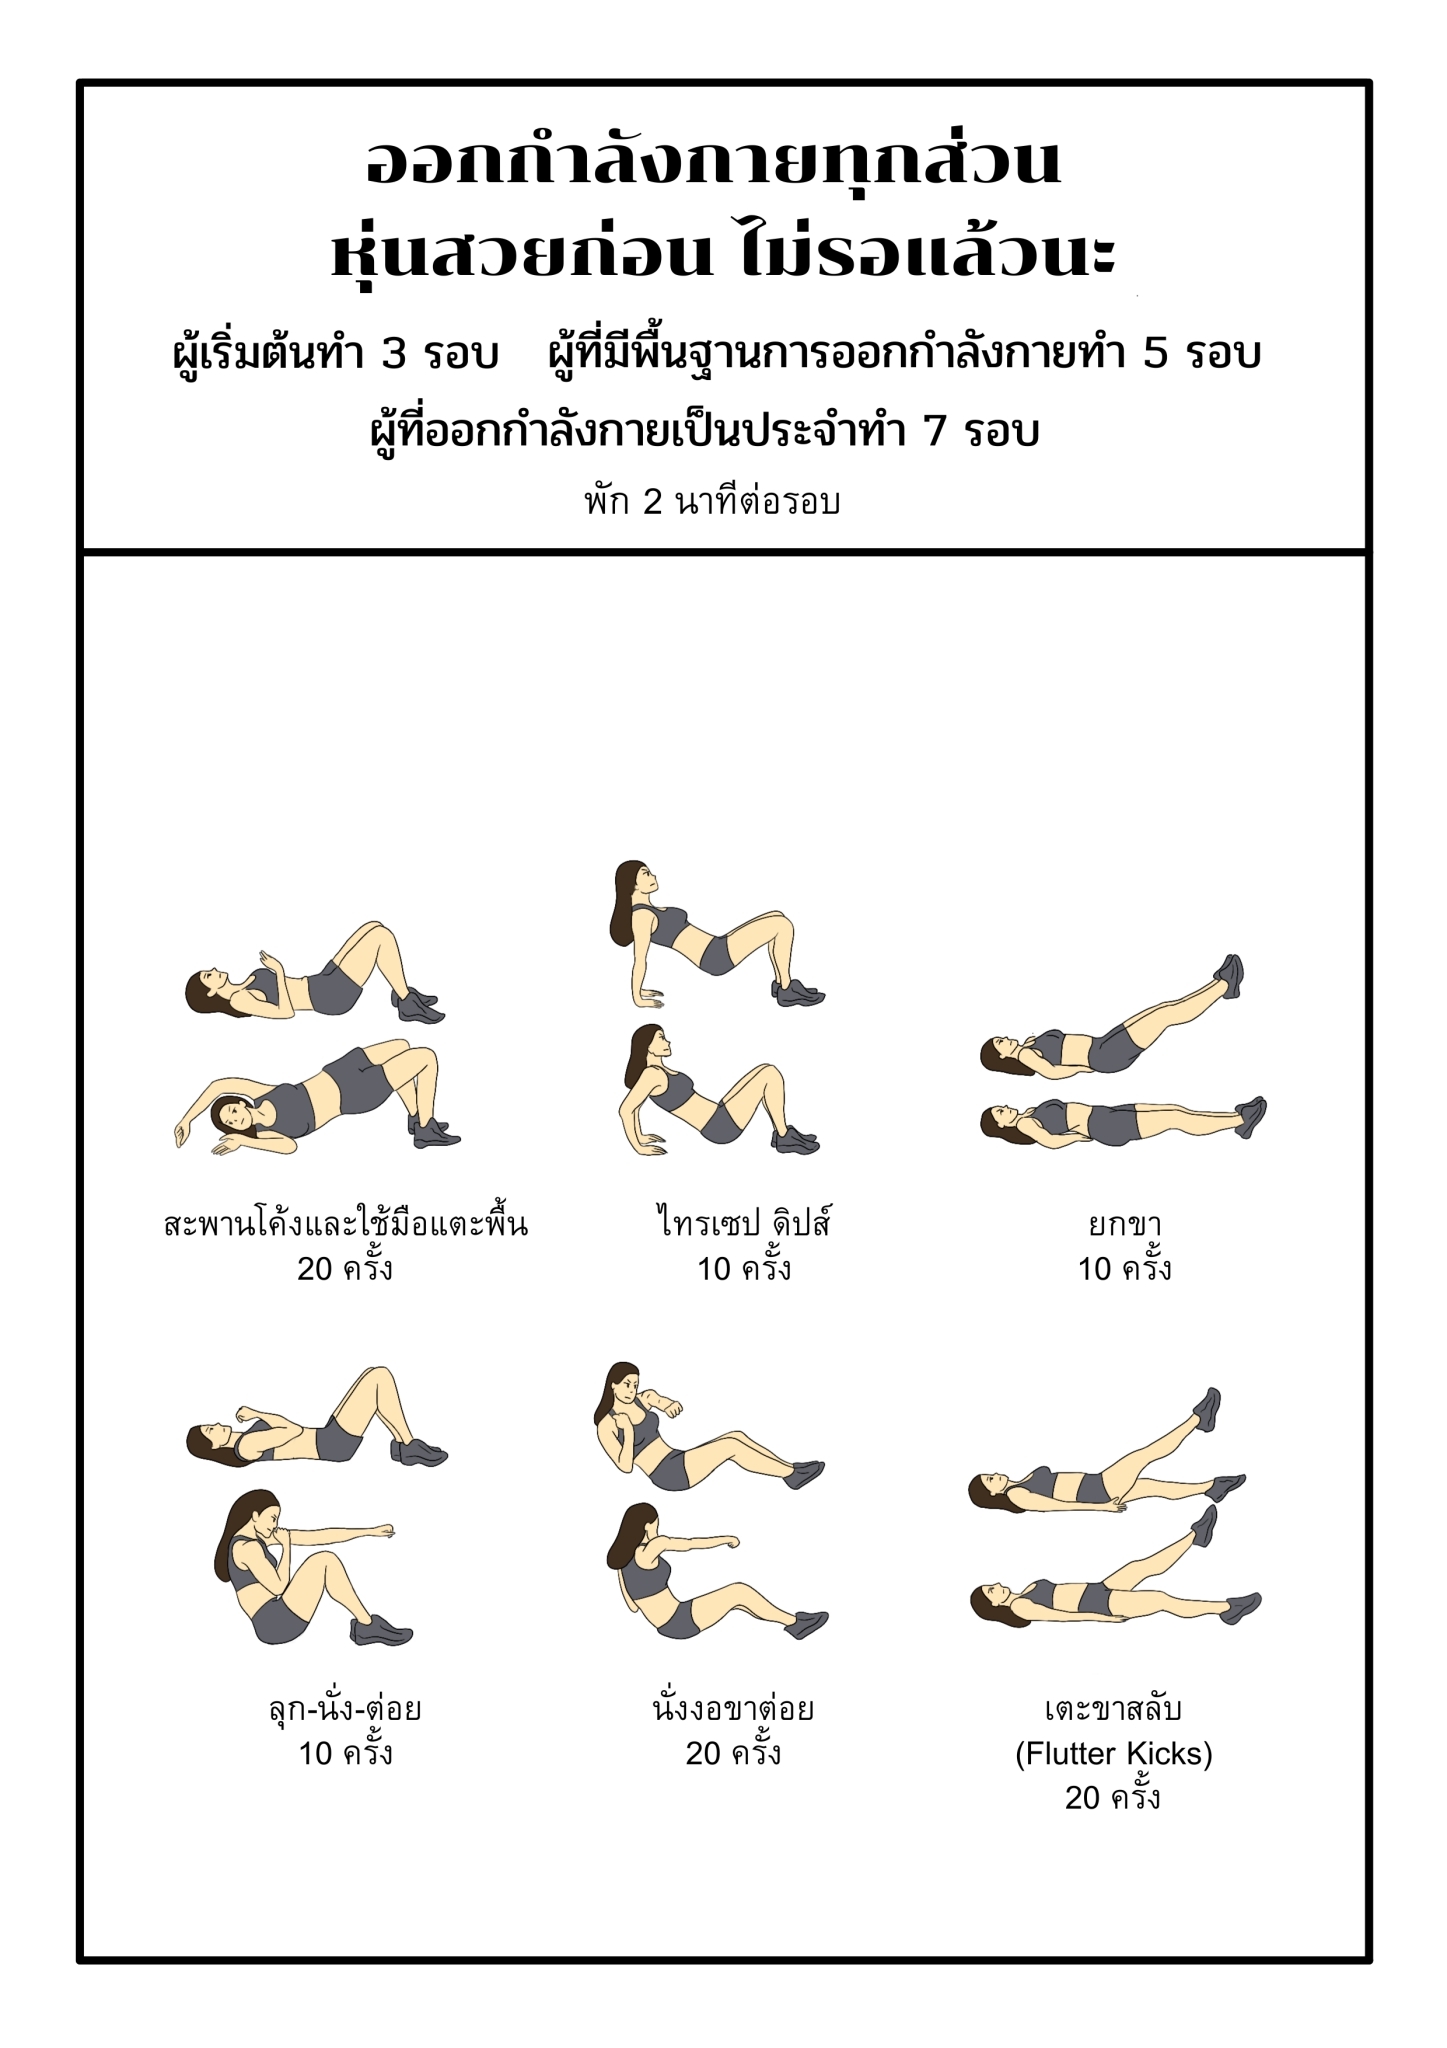 ออกกำลังกายทุกส่วน
หุ่นสวยก่อน ไม่รอแล้วนะ
ผู้เริ่มต้นทำ 3 รอบ ผู้ที่มีพื้นฐานการออกกำลังกายทำ 5 รอบ
ผู้ที่ออกกำลังกายเป็นประจำทำ 7 รอบ
พัก 2 นาทีต่อรอบ
สะพานโค้งและใช้มือแตะพื้น
20 ครั้ง
ไทรเซป ดิปส์
10 ครั้ง
ยกขา
10 ครั้ง
ลุก-นั่ง-ต่อย
10 ครั้ง
นั่งงอขาต่อย
20 ครั้ง
เตะขาสลับ
(Flutter Kicks)
20 ครั้ง